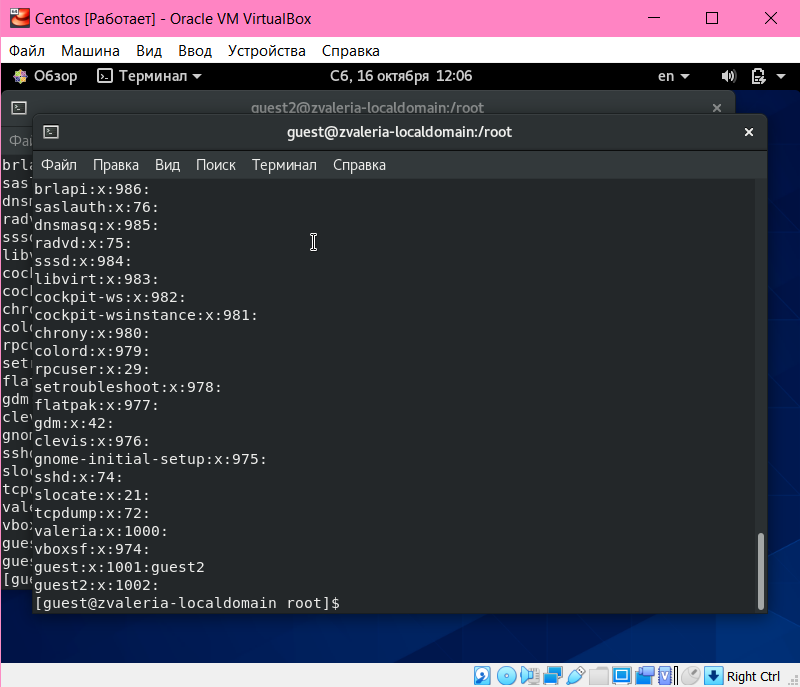 Centos [Работает] - Oracle VM VirtualBox
Файл Машина Вид Ввод Устройства Справка
Обзор Терминал Сб, 16 октября 12:06 en
guest2@zvaleria-localdomain:/root
guest@zvaleria-localdomain:/root
Файл Правка Вид Поиск Терминал Справка
brlapi:x:986:
saslauth:x:76:
dnsmasq:x:985:
radvd:x:75:
sssd:x:984:
libvirt:x:983:
cockpit-ws:x:982:
cockpit-wsinstance:x:981:
chrony:x:980:
colord:x:979:
rpcuser:x:29:
setroubleshoot:x:978:
flatpak:x:977:
gdm:x:42:
clevis:x:976:
gnome-initial-setup:x:975:
sshd:x:74:
slocate:x:21:
tcpdump:x:72:
valeria:x:1000:
vboxsf:x:974:
guest:x:1001:guest2
guest2:x:1002:
[guest@zvaleria-localdomain root]$
Right Ctrl